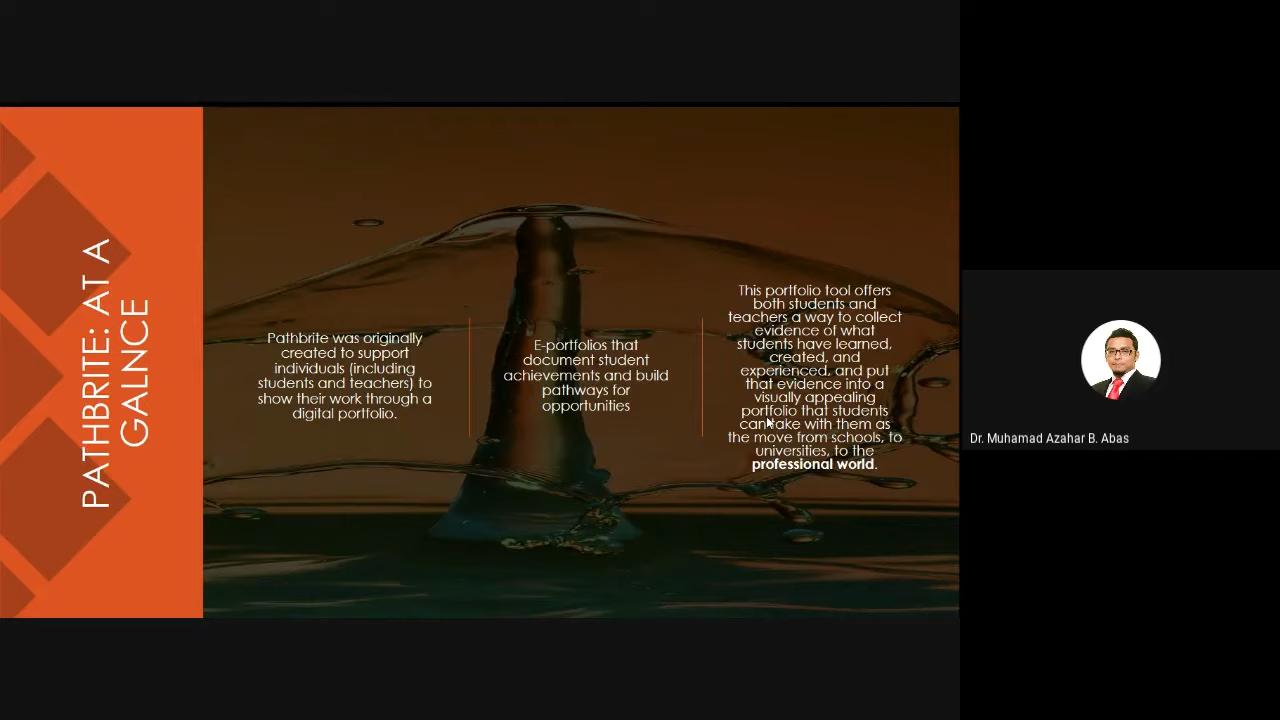 PATHBRITE: AT A
GALNCE
Pathbrite was originally
created to support
individuals (including
students and teachers) to
show their work through a
digital portfolio.
E-portfolios that
document student
achievements and build
pathways for
opportunities
This portfolio tool offers
both students and
teachers a way to collect
evidence of what
students have learned,
created, and
experienced, and put
that evidence into a
visually appealing
portfolio that students
can take with them as
the move from schools, to
universities, to the
professional world.
Dr. Muhamad Azahar B. Abas